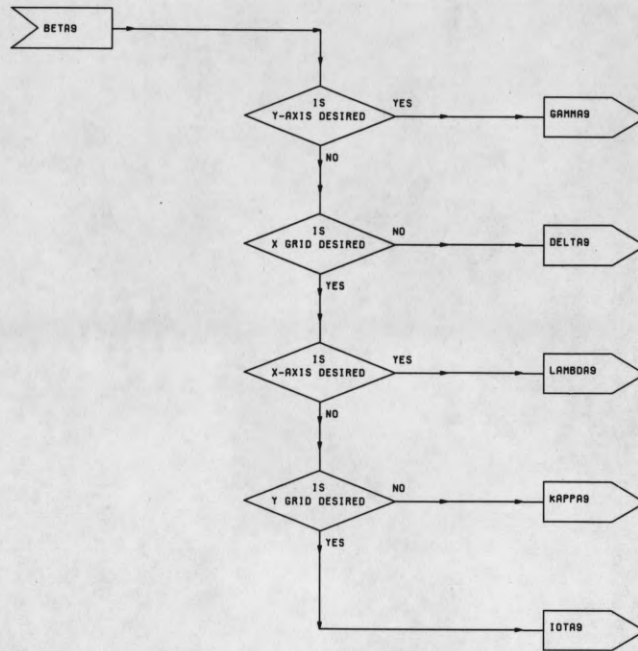 BETA9
IS
Y-AXIS DESIRED
YES
GAMMA9
NO
IS
X GRID DESIRED
NO
DELTA9
YES
IS
X-AXIS DESIRED
YES
LAMBDA9
NO
IS
Y GRID DESIRED
NO
KAPPA9
YES
IOTA9